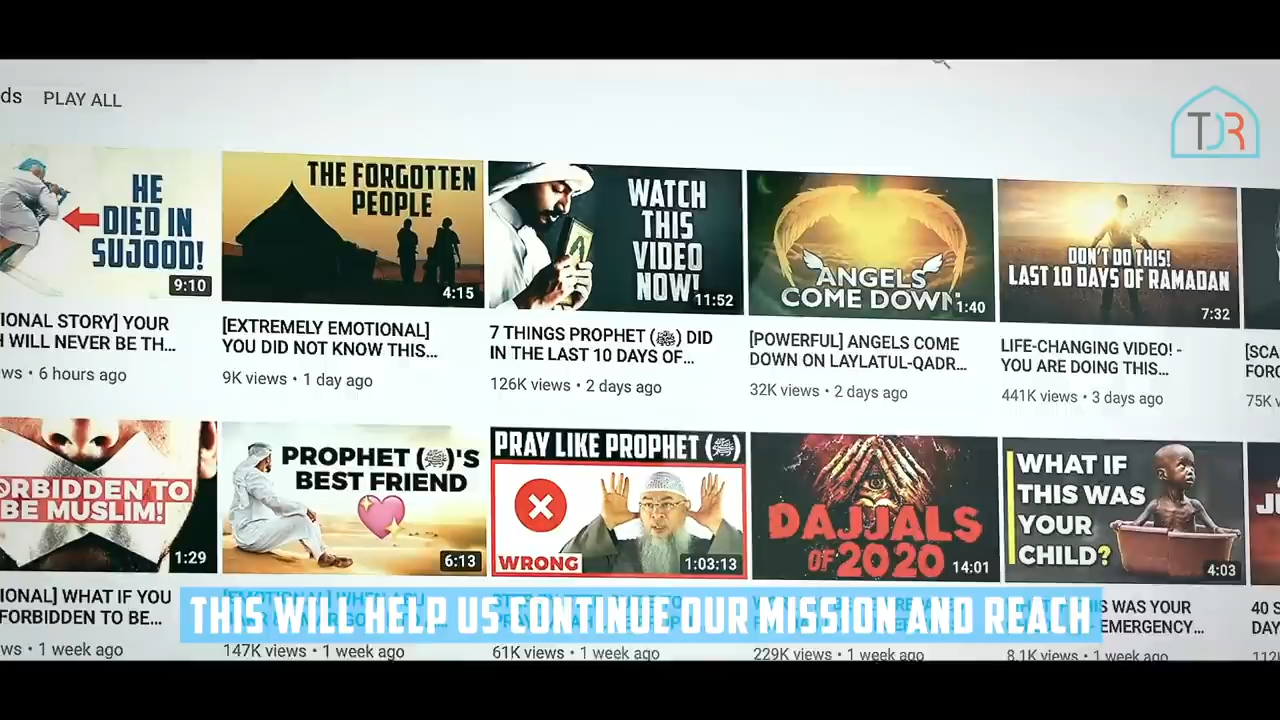 ds PLAY ALL
TDR
HE
DIED IN
SUJOOD!
9:10
THE FORGOTTEN
PEOPLE
4:15
WATCH
THIS
VIDEO
NOW!
11:52
ANGELS
COME DOWN
1:40
DON'T DO THIS!
LAST 10 DAYS OF RAMADAN
7:32
IONAL STORY] YOUR
H WILL NEVER BE TH...
ws • 6 hours ago
[EXTREMELY EMOTIONAL]
YOU DID NOT KNOW THIS...
9K views • 1 day ago
7 THINGS PROPHET (ﷺ) DID
IN THE LAST 10 DAYS OF...
126K views • 2 days ago
[POWERFUL] ANGELS COME
DOWN ON LAYLATUL-QADR...
32K views • 2 days ago
LIFE-CHANGING VIDEO! -
YOU ARE DOING THIS...
441K views • 3 days ago
[SCA
FORG
75K v
ORBIDDEN TO
BE MUSLIM!
1:29
PROPHET (ﷺ)'S
BEST FRIEND
6:13
PRAY LIKE PROPHET (ﷺ)
WRONG
1:03:13
DAJJALS
OF 2020
14:01
WHAT IF
THIS WAS
YOUR
CHILD?
4:03
IONAL] WHAT IF YOU
FORBIDDEN TO BE...
ws • 1 week ago
147K views • 1 week ago
61K views • 1 week ago
229K views • 1 week ago
IS WAS YOUR
EMERGENCY...
8.1K views • 1 week ago
40 S
DAY
112K
THIS WILL HELP US CONTINUE OUR MISSION AND REACH